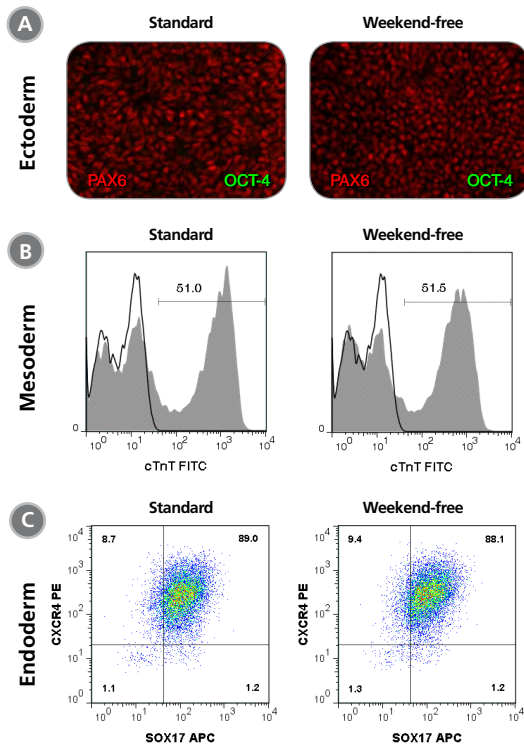 A
Standard
Weekend-free
Ectoderm
PAX6
OCT-4
PAX6
OCT-4
B
Standard
Weekend-free
Mesoderm
51.0
0
10^0
10^1
10^2
10^3
10^4
cTnT FITC
51.5
0
10^0
10^1
10^2
10^3
10^4
cTnT FITC
C
Standard
Weekend-free
Endoderm
CXCR4 PE
10^4
10^3
10^2
10^1
10^0
8.7
89.0
1.1
1.2
10^0
10^1
10^2
10^3
10^4
SOX17 APC
CXCR4 PE
10^4
10^3
10^2
10^1
10^0
9.4
88.1
1.3
1.2
10^0
10^1
10^2
10^3
10^4
SOX17 APC